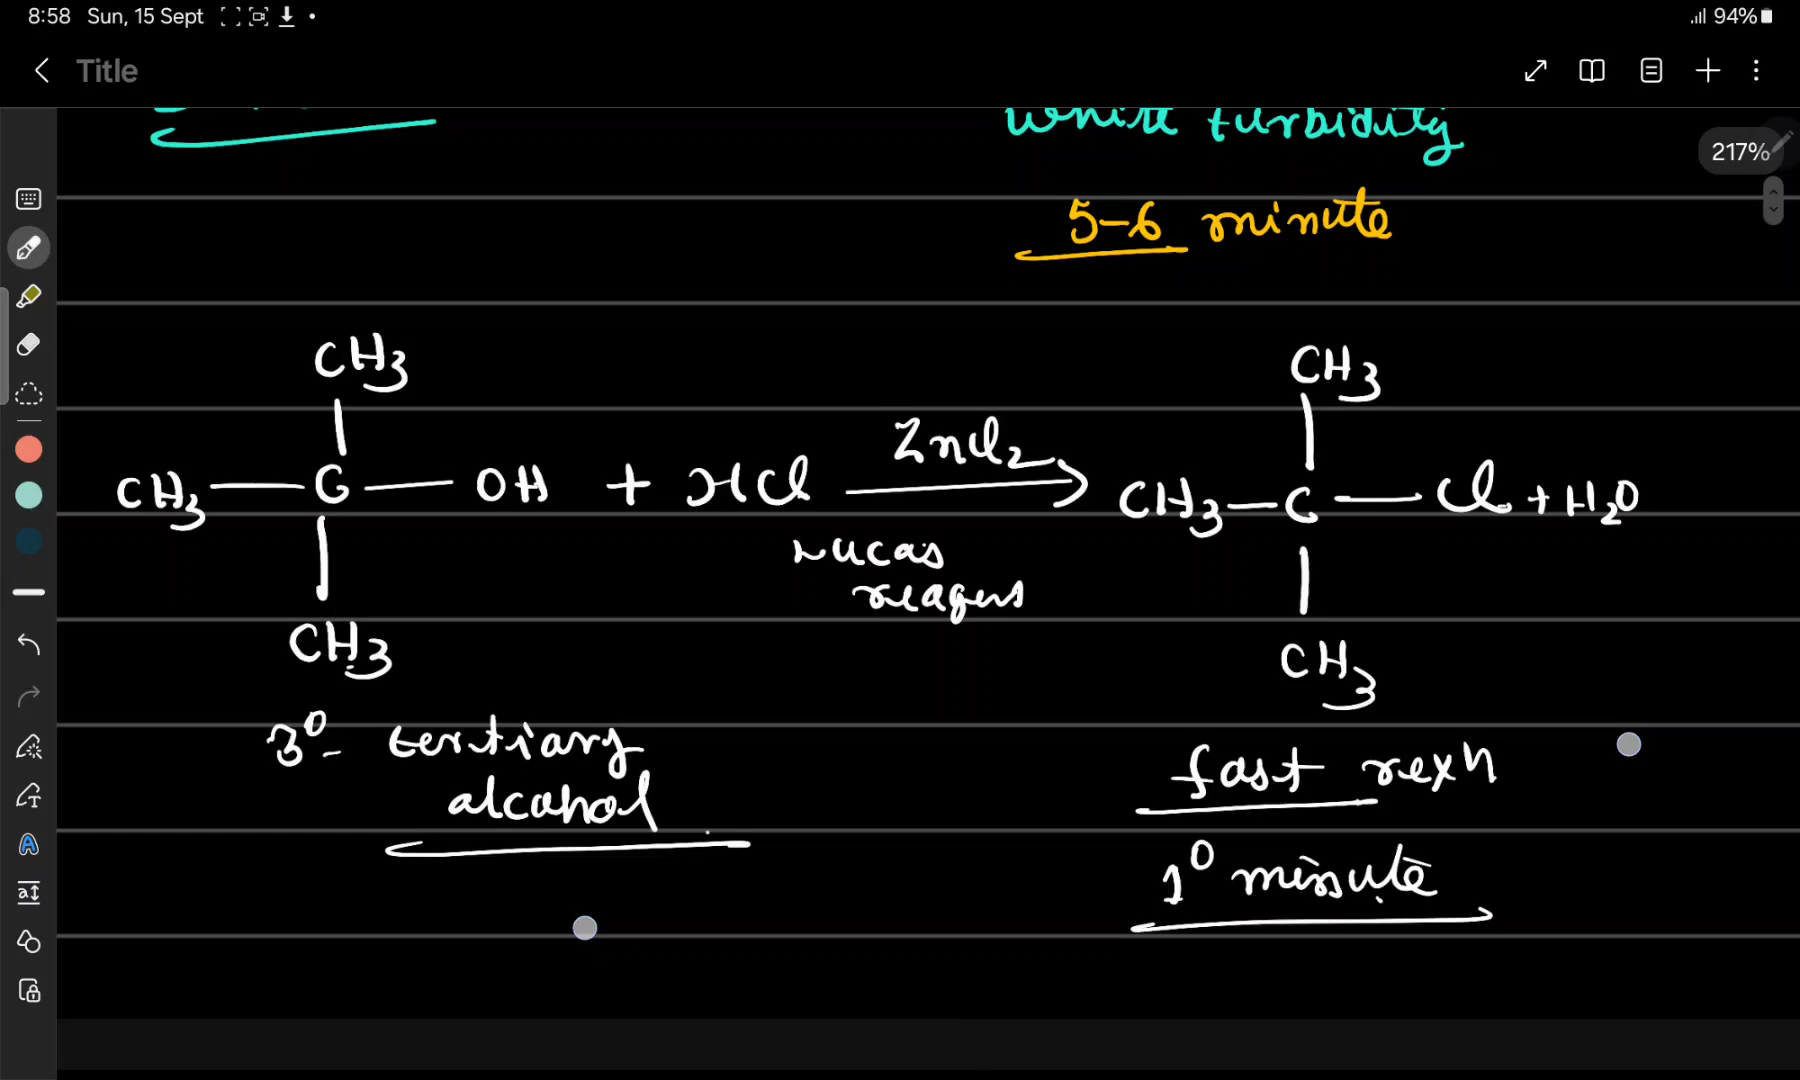 8:58 Sun, 15 Sept
94%
Title
white turbidity
217%
5-6 minute
CH3
CH3
CH3 — C — OH + HCl ZnCl2 CH3 — C — Cl + H2O
Lucas
reagent
CH3
CH3
3° - tertiary
alcahol
fast rexn
1° minute